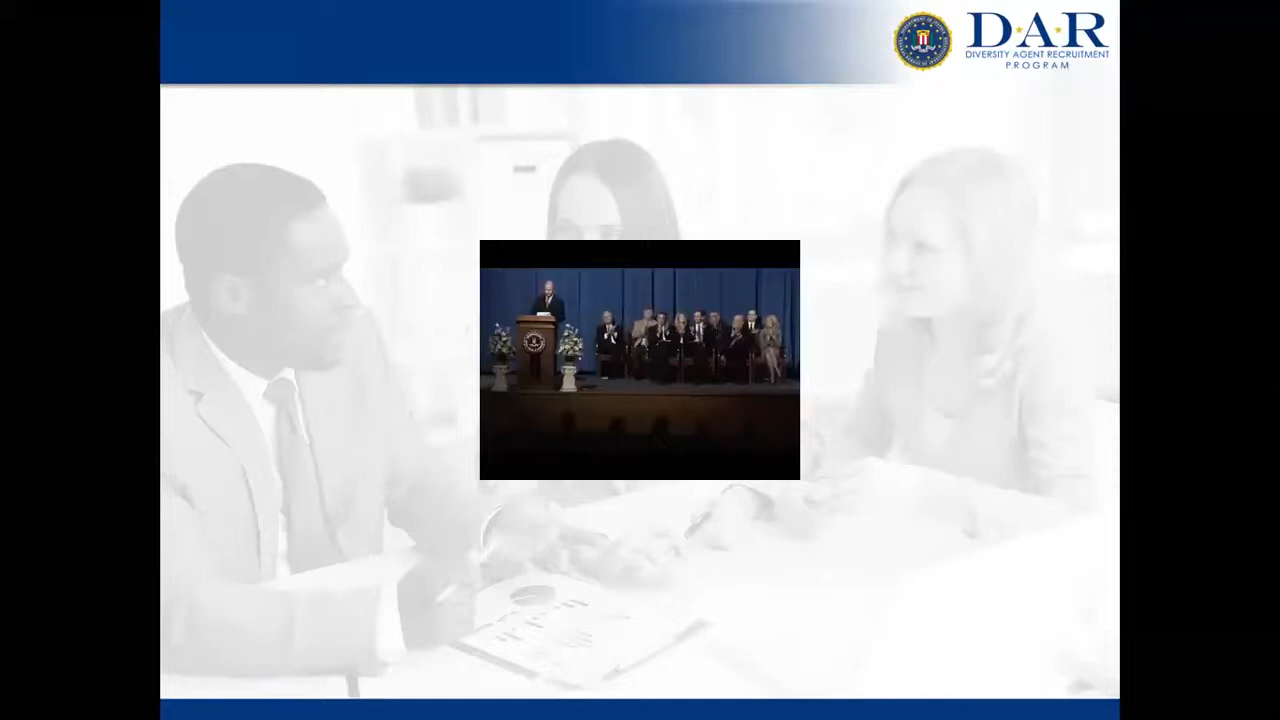 D★A★R
DIVERSITY AGENT RECRUITMENT
PROGRAM